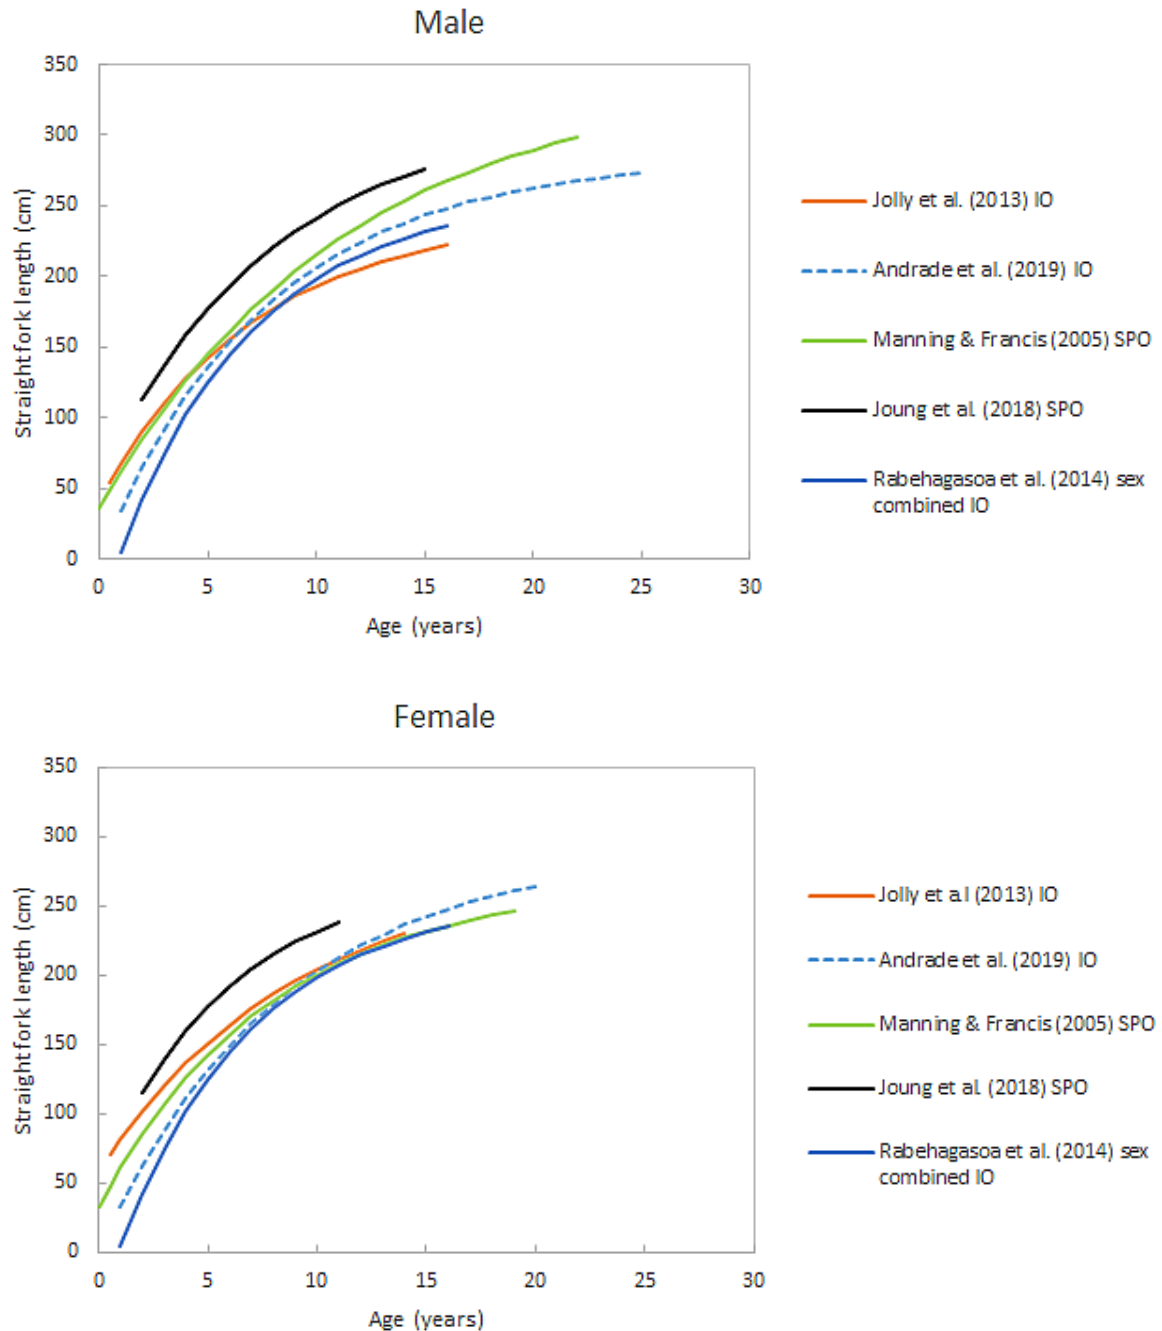 Male
350
300
250
200
150
100
50
0
Straight fork length (cm)
0 5 10 15 20 25 30
Age (years)
Jolly et al. (2013) IO
Andrade et al. (2019) IO
Manning & Francis (2005) SPO
Joung et al. (2018) SPO
Rabehagasoa et al. (2014) sex
combined IO
Female
350
300
250
200
150
100
50
0
Straight fork length (cm)
0 5 10 15 20 25 30
Age (years)
Jolly et a.l (2013) IO
Andrade et al. (2019) IO
Manning & Francis (2005) SPO
Joung et al. (2018) SPO
Rabehagasoa et al. (2014) sex
combined IO